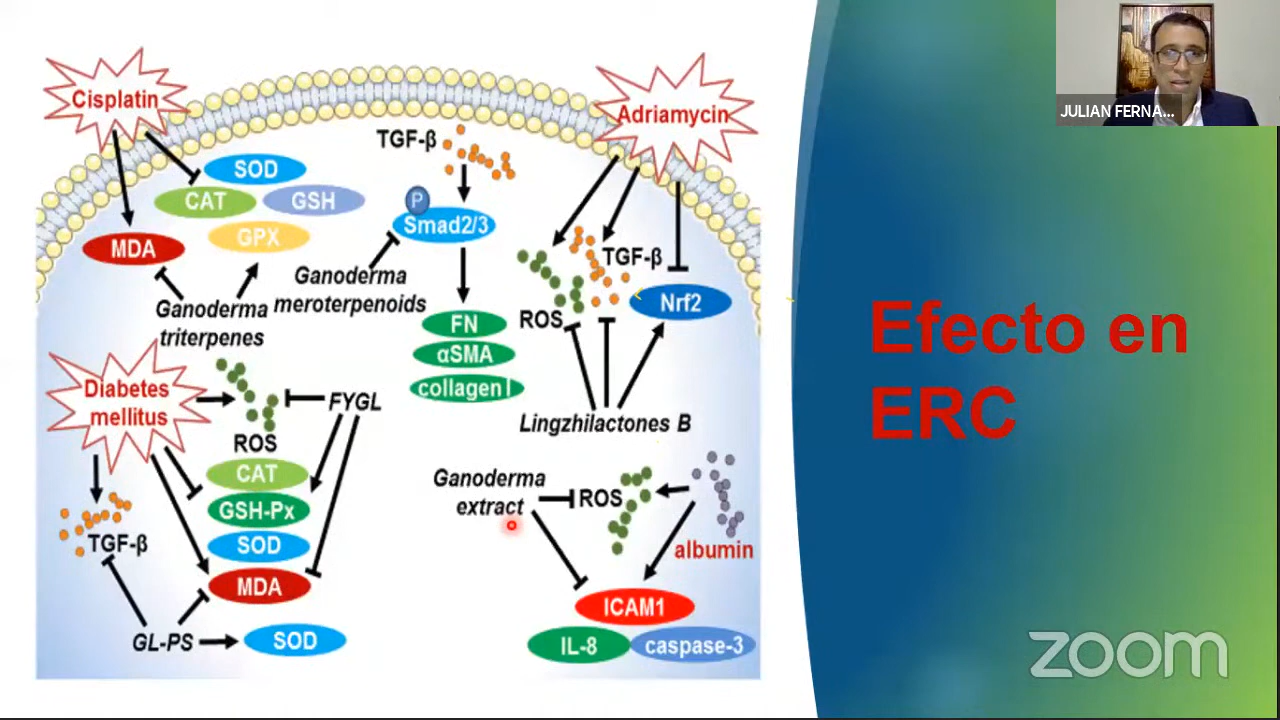 Cisplatin
SOD
CAT
GSH
GPX
MDA
Ganoderma
triterpenes
TGF-β
P
Smad2/3
Ganoderma
meroterpenoids
FN
αSMA
collagen I
Adriamycin
TGF-β
ROS
Nrf2
Lingzhilactones B
Diabetes
mellitus
ROS
FYGL
CAT
GSH-Px
SOD
MDA
TGF-β
GL-PS
SOD
Ganoderma
extract
ROS
albumin
ICAM1
IL-8
caspase-3
Efecto en
ERC
JULIAN FERNA...
zoom